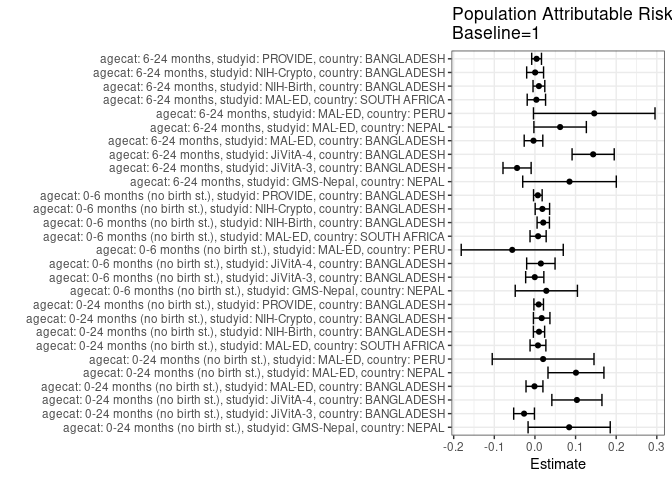 Population Attributable Risk
Baseline=1
agecat: 6-24 months, studyid: PROVIDE, country: BANGLADESH
agecat: 6-24 months, studyid: NIH-Crypto, country: BANGLADESH
agecat: 6-24 months, studyid: NIH-Birth, country: BANGLADESH
agecat: 6-24 months, studyid: MAL-ED, country: SOUTH AFRICA
agecat: 6-24 months, studyid: MAL-ED, country: PERU
agecat: 6-24 months, studyid: MAL-ED, country: NEPAL
agecat: 6-24 months, studyid: MAL-ED, country: BANGLADESH
agecat: 6-24 months, studyid: JiVitA-4, country: BANGLADESH
agecat: 6-24 months, studyid: JiVitA-3, country: BANGLADESH
agecat: 6-24 months, studyid: GMS-Nepal, country: NEPAL
agecat: 0-6 months (no birth st.), studyid: PROVIDE, country: BANGLADESH
agecat: 0-6 months (no birth st.), studyid: NIH-Crypto, country: BANGLADESH
agecat: 0-6 months (no birth st.), studyid: NIH-Birth, country: BANGLADESH
agecat: 0-6 months (no birth st.), studyid: MAL-ED, country: SOUTH AFRICA
agecat: 0-6 months (no birth st.), studyid: MAL-ED, country: PERU
agecat: 0-6 months (no birth st.), studyid: JiVitA-4, country: BANGLADESH
agecat: 0-6 months (no birth st.), studyid: JiVitA-3, country: BANGLADESH
agecat: 0-6 months (no birth st.), studyid: GMS-Nepal, country: NEPAL
agecat: 0-24 months (no birth st.), studyid: PROVIDE, country: BANGLADESH
agecat: 0-24 months (no birth st.), studyid: NIH-Crypto, country: BANGLADESH
agecat: 0-24 months (no birth st.), studyid: NIH-Birth, country: BANGLADESH
agecat: 0-24 months (no birth st.), studyid: MAL-ED, country: SOUTH AFRICA
agecat: 0-24 months (no birth st.), studyid: MAL-ED, country: PERU
agecat: 0-24 months (no birth st.), studyid: MAL-ED, country: NEPAL
agecat: 0-24 months (no birth st.), studyid: MAL-ED, country: BANGLADESH
agecat: 0-24 months (no birth st.), studyid: JiVitA-4, country: BANGLADESH
agecat: 0-24 months (no birth st.), studyid: JiVitA-3, country: BANGLADESH
agecat: 0-24 months (no birth st.), studyid: GMS-Nepal, country: NEPAL
-0.2 -0.1 0.0 0.1 0.2 0.3
Estimate